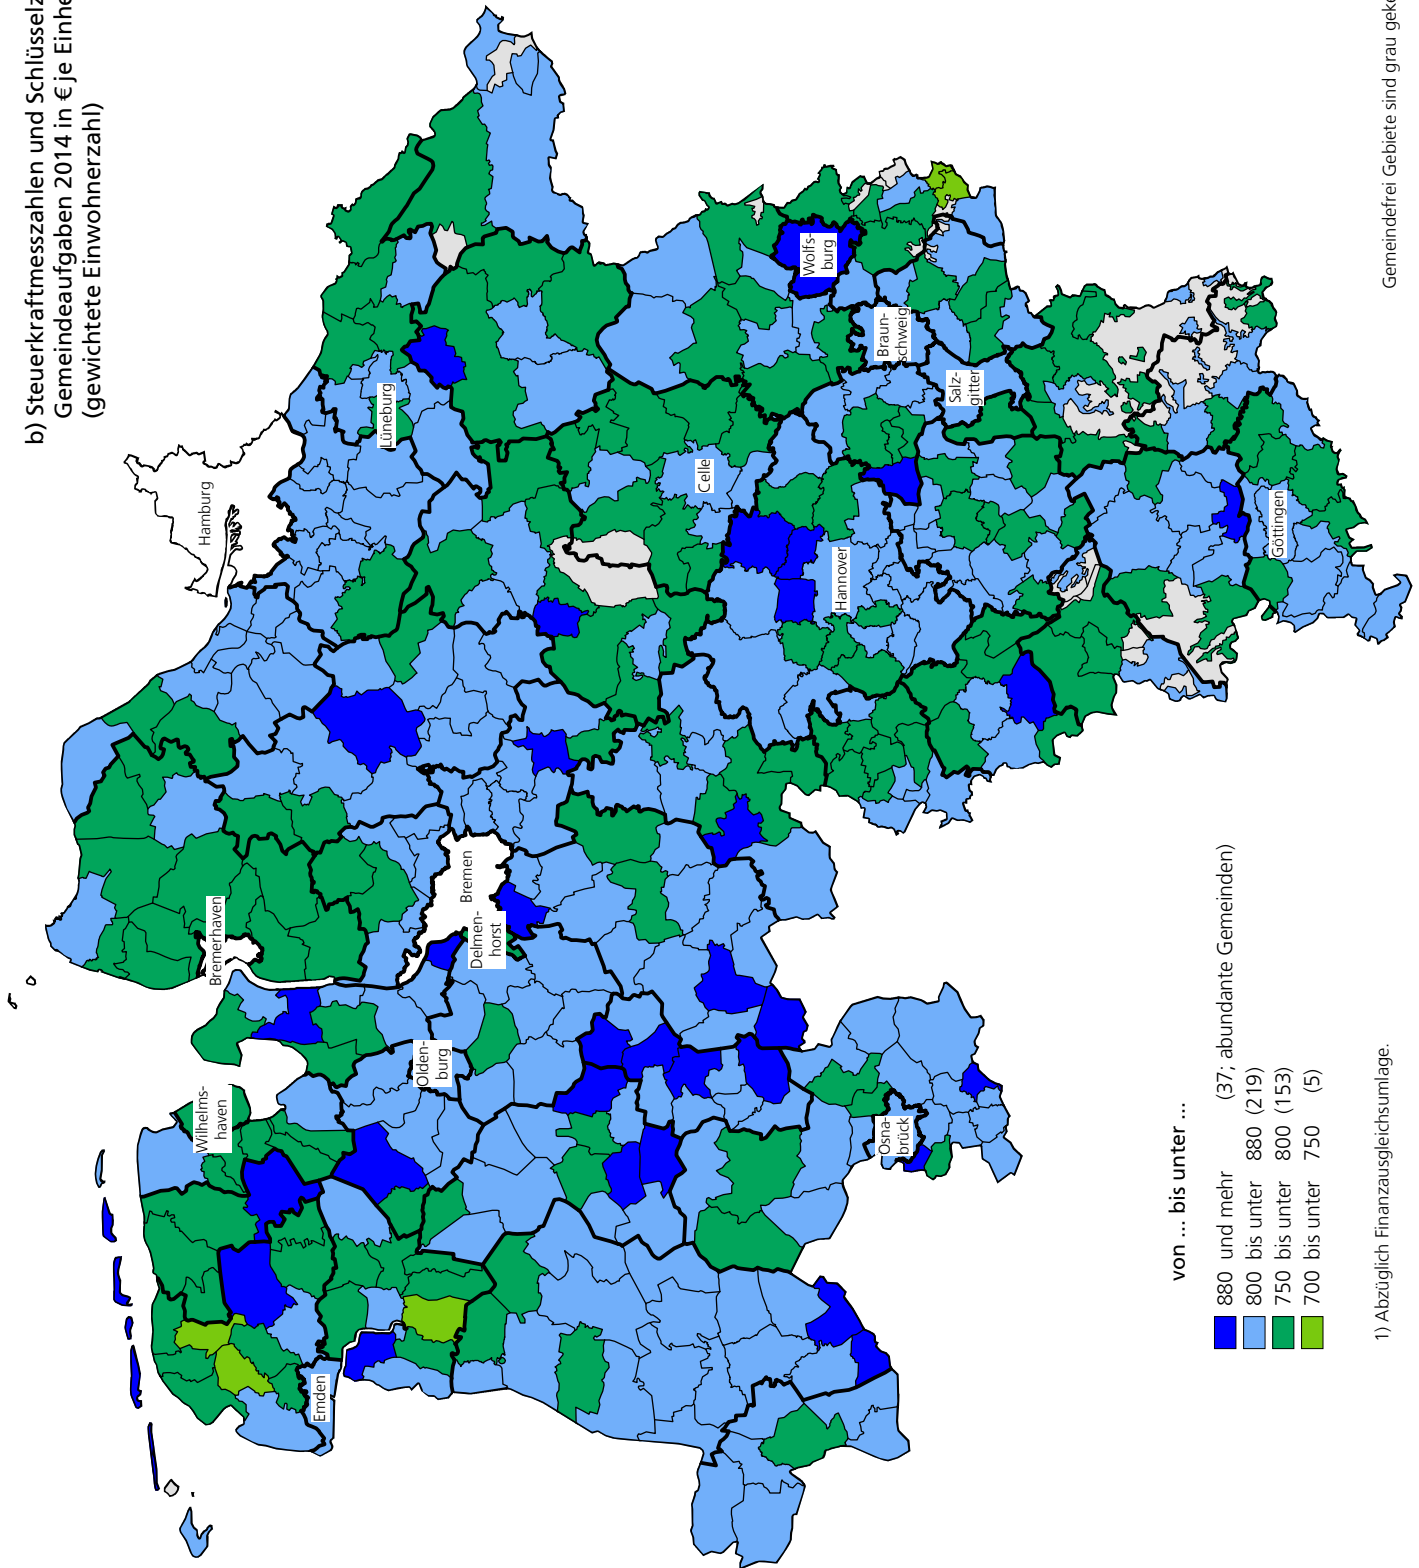 b) Steuerkraftmesszahlen und Schlüsselz
Gemeindeaufgaben 2014 in € je Einhe
(gewichtete Einwohnerzahl)
Hamburg
Lüneburg
Bremerhaven
Wilhelms-
haven
Emden
Olden-
burg
Bremen
Delmen-
horst
Celle
Wolfs-
burg
Braun-
schweig
Salz-
gitter
Hannover
Osna-
brück
Göttingen
von ... bis unter ...
880 und mehr (37; abundante Gemeinden)
800 bis unter 880 (219)
750 bis unter 800 (153)
700 bis unter 750 (5)
1) Abzüglich Finanzausgleichsumlage.
Gemeindefrei Gebiete sind grau geke